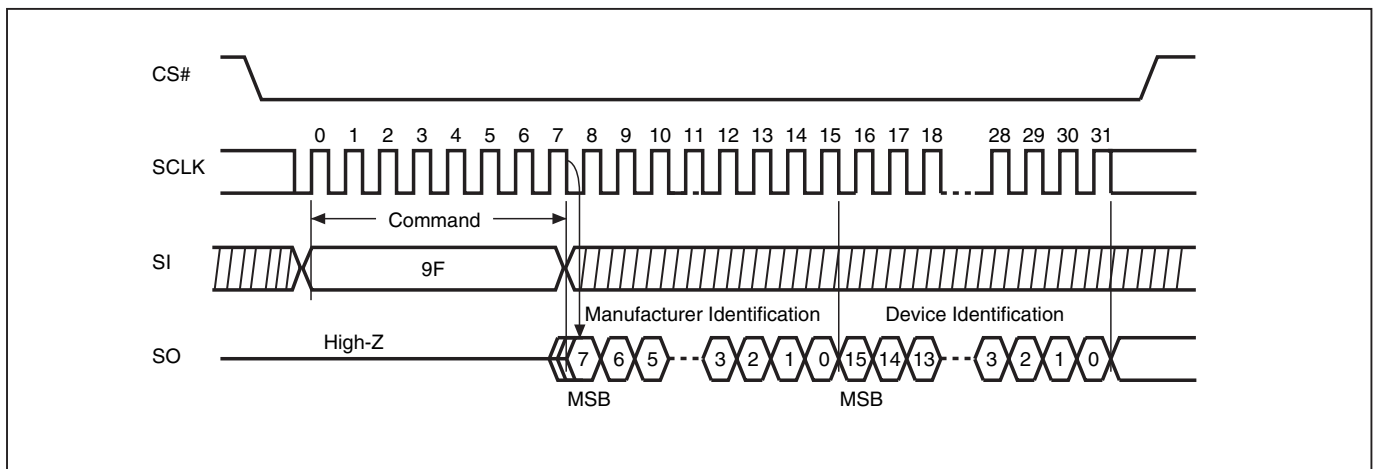 CS#
0 1 2 3 4 5 6 7 8 9 10 11 12 13 14 15 16 17 18 28 29 30 31
SCLK
Command
SI
9F
Manufacturer Identification Device Identification
High-Z
SO
7 6 5 3 2 1 0 15 14 13 3 2 1 0
MSB MSB